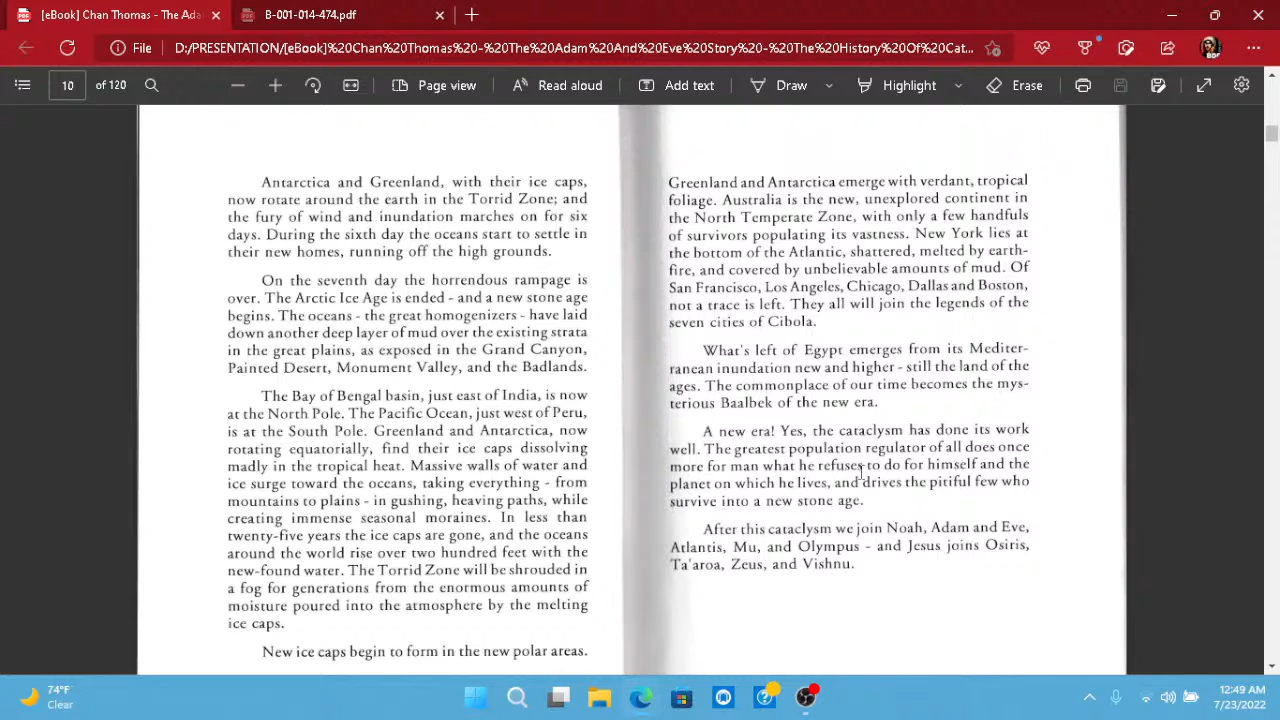 [eBook] Chan Thomas - The Ada
B-001-014-474.pdf
File
D:/PRESENTATION/[eBook]%20Chan%20Thomas%20-%20The%20Adam%20And%20Eve%20Story%20-%20The%20History%20Of%20Cat...
10 of 120
Page view
Read aloud
Add text
Draw
Highlight
Erase
Antarctica and Greenland, with their ice caps,
now rotate around the earth in the Torrid Zone; and
the fury of wind and inundation marches on for six
days. During the sixth day the oceans start to settle in
their new homes, running off the high grounds.
On the seventh day the horrendous rampage is
over. The Arctic Ice Age is ended - and a new stone age
begins. The oceans - the great homogenizers - have laid
down another deep layer of mud over the existing strata
in the great plains, as exposed in the Grand Canyon,
Painted Desert, Monument Valley, and the Badlands.
The Bay of Bengal basin, just east of India, is now
at the North Pole. The Pacific Ocean, just west of Peru,
is at the South Pole. Greenland and Antarctica, now
rotating equatorially, find their ice caps dissolving
madly in the tropical heat. Massive walls of water and
ice surge toward the oceans, taking everything - from
mountains to plains - in gushing, heaving paths, while
creating immense seasonal moraines. In less than
twenty-five years the ice caps are gone, and the oceans
around the world rise over two hundred feet with the
new-found water. The Torrid Zone will be shrouded in
a fog for generations from the enormous amounts of
moisture poured into the atmosphere by the melting
ice caps.
New ice caps begin to form in the new polar areas.
Greenland and Antarctica emerge with verdant, tropical
foliage. Australia is the new, unexplored continent in
the North Temperate Zone, with only a few handfuls
of survivors populating its vastness. New York lies at
the bottom of the Atlantic, shattered, melted by earth-
fire, and covered by unbelievable amounts of mud. Of
San Francisco, Los Angeles, Chicago, Dallas and Boston,
not a trace is left. They all will join the legends of the
seven cities of Cibola.
What's left of Egypt emerges from its Mediter-
ranean inundation new and higher - still the land of the
ages. The commonplace of our time becomes the mys-
terious Baalbek of the new era.
A new era! Yes, the cataclysm has done its work
well. The greatest population regulator of all does once
more for man what he refuses to do for himself and the
planet on which he lives, and drives the pitiful few who
survive into a new stone age.
After this cataclysm we join Noah, Adam and Eve,
Atlantis, Mu, and Olympus - and Jesus joins Osiris,
Ta'aroa, Zeus, and Vishnu.
74°F
Clear
12:49 AM
7/23/2022